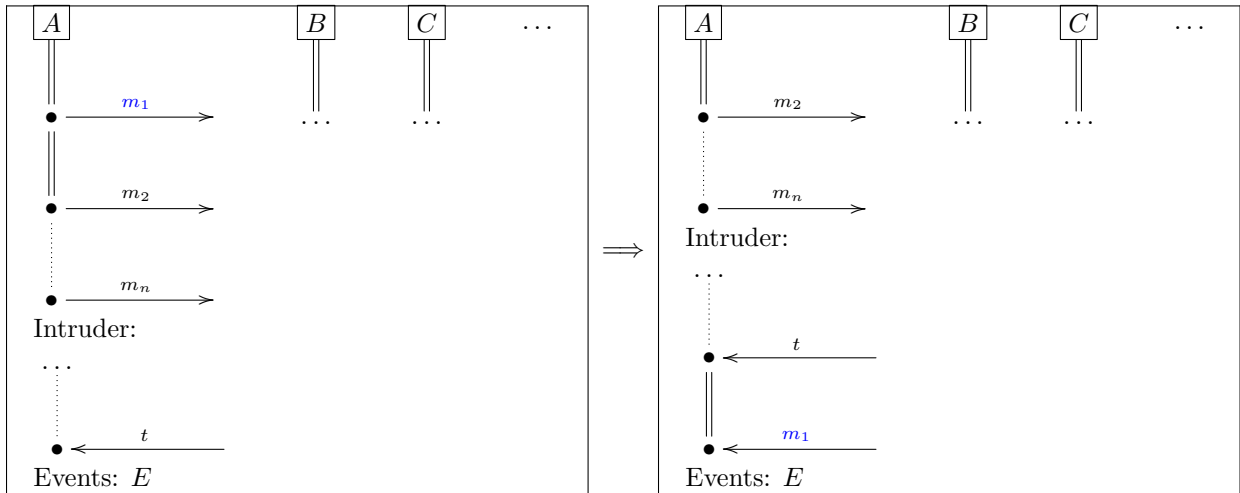 A B C ...
m₁
... ...
m₂
mₙ
Intruder:
...
t
Events: E
⟹
A B C ...
m₂
... ...
mₙ
Intruder:
...
t
m₁
Events: E